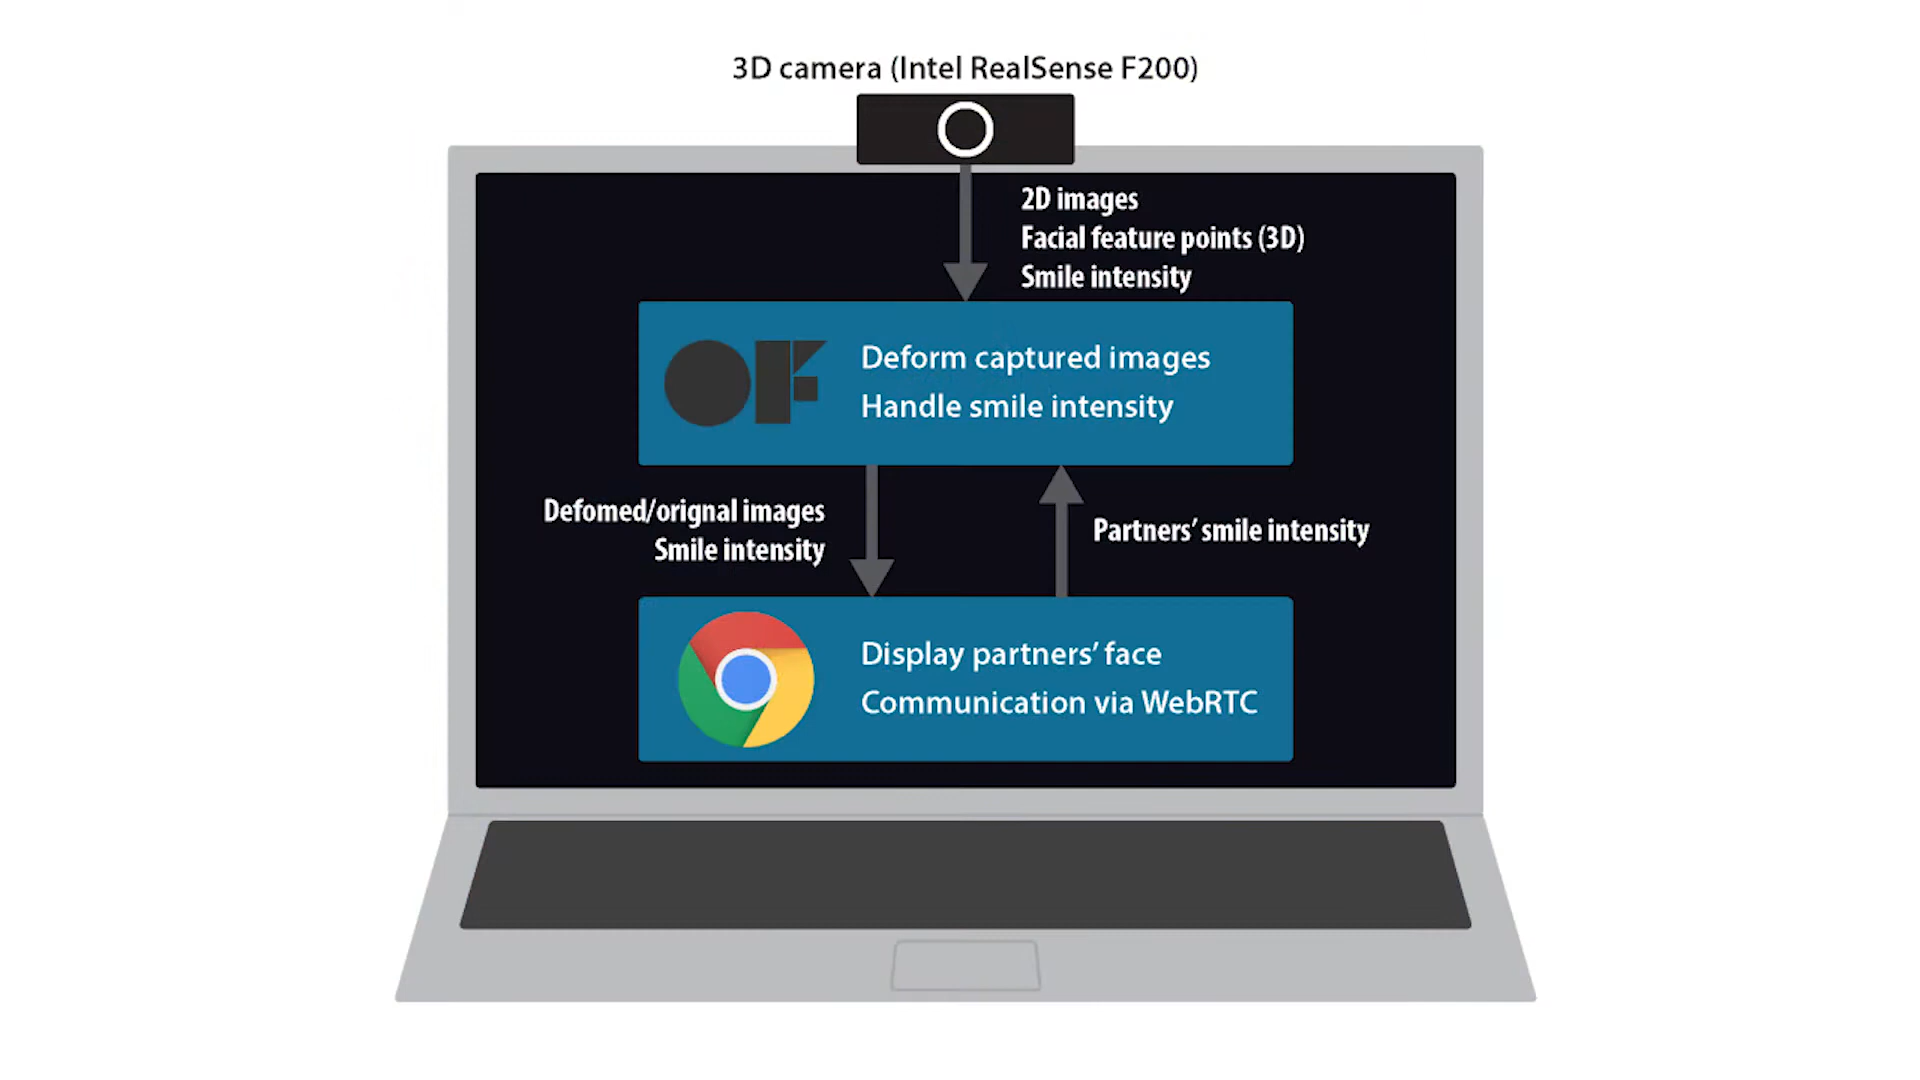 3D camera (Intel RealSense F200)
2D images
Facial feature points (3D)
Smile intensity
OF
Deform captured images
Handle smile intensity
Defomed/orignal images
Smile intensity
Partners’ smile intensity
Display partners’ face
Communication via WebRTC